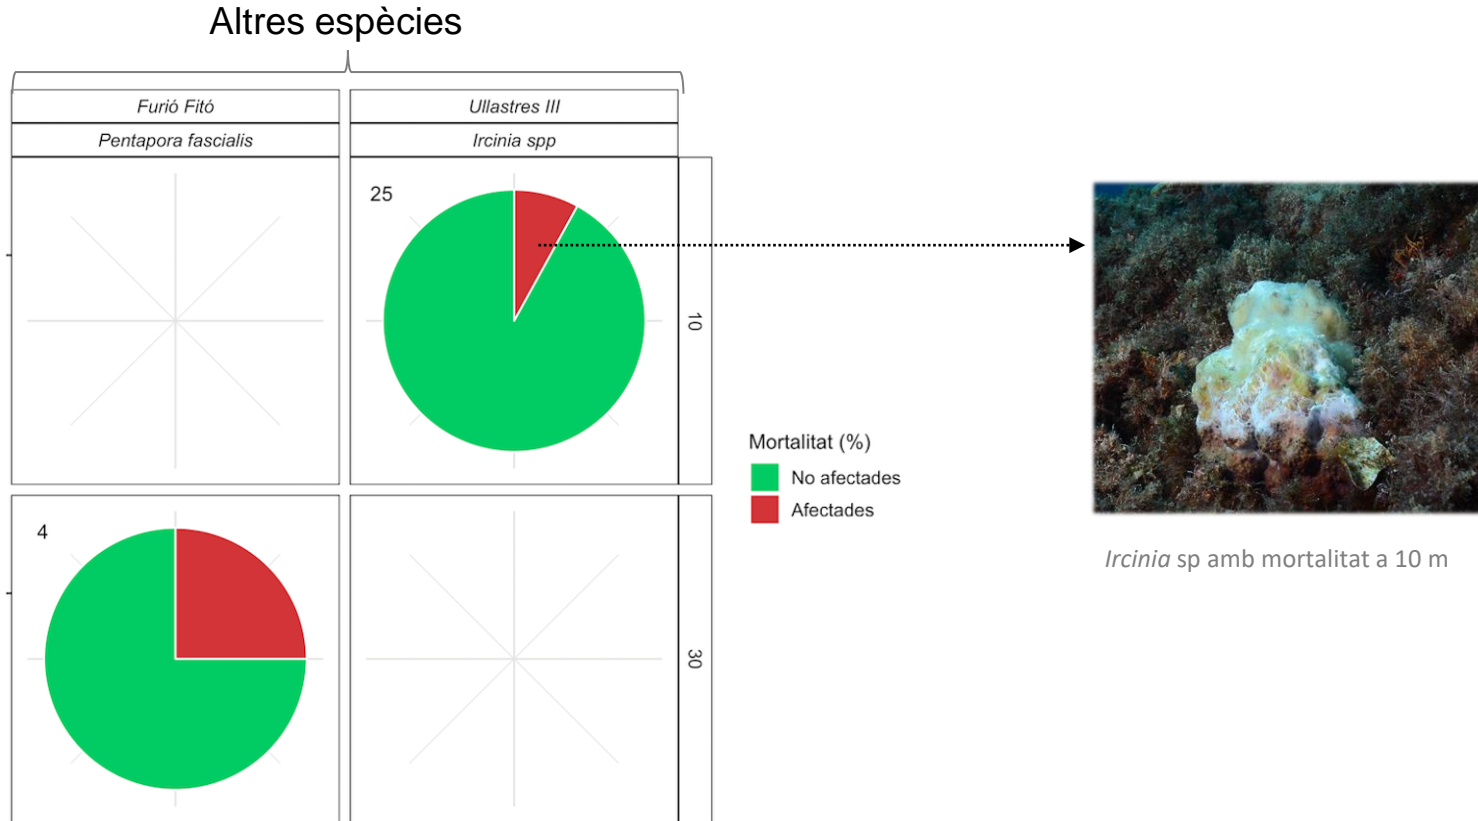 Altres espècies
Furió Fitó
Ullastres III
Pentapora fascialis
Ircinia spp
25
10
Mortalitat (%)
No afectades
Afectades
4
30
Ircinia sp amb mortalitat a 10 m